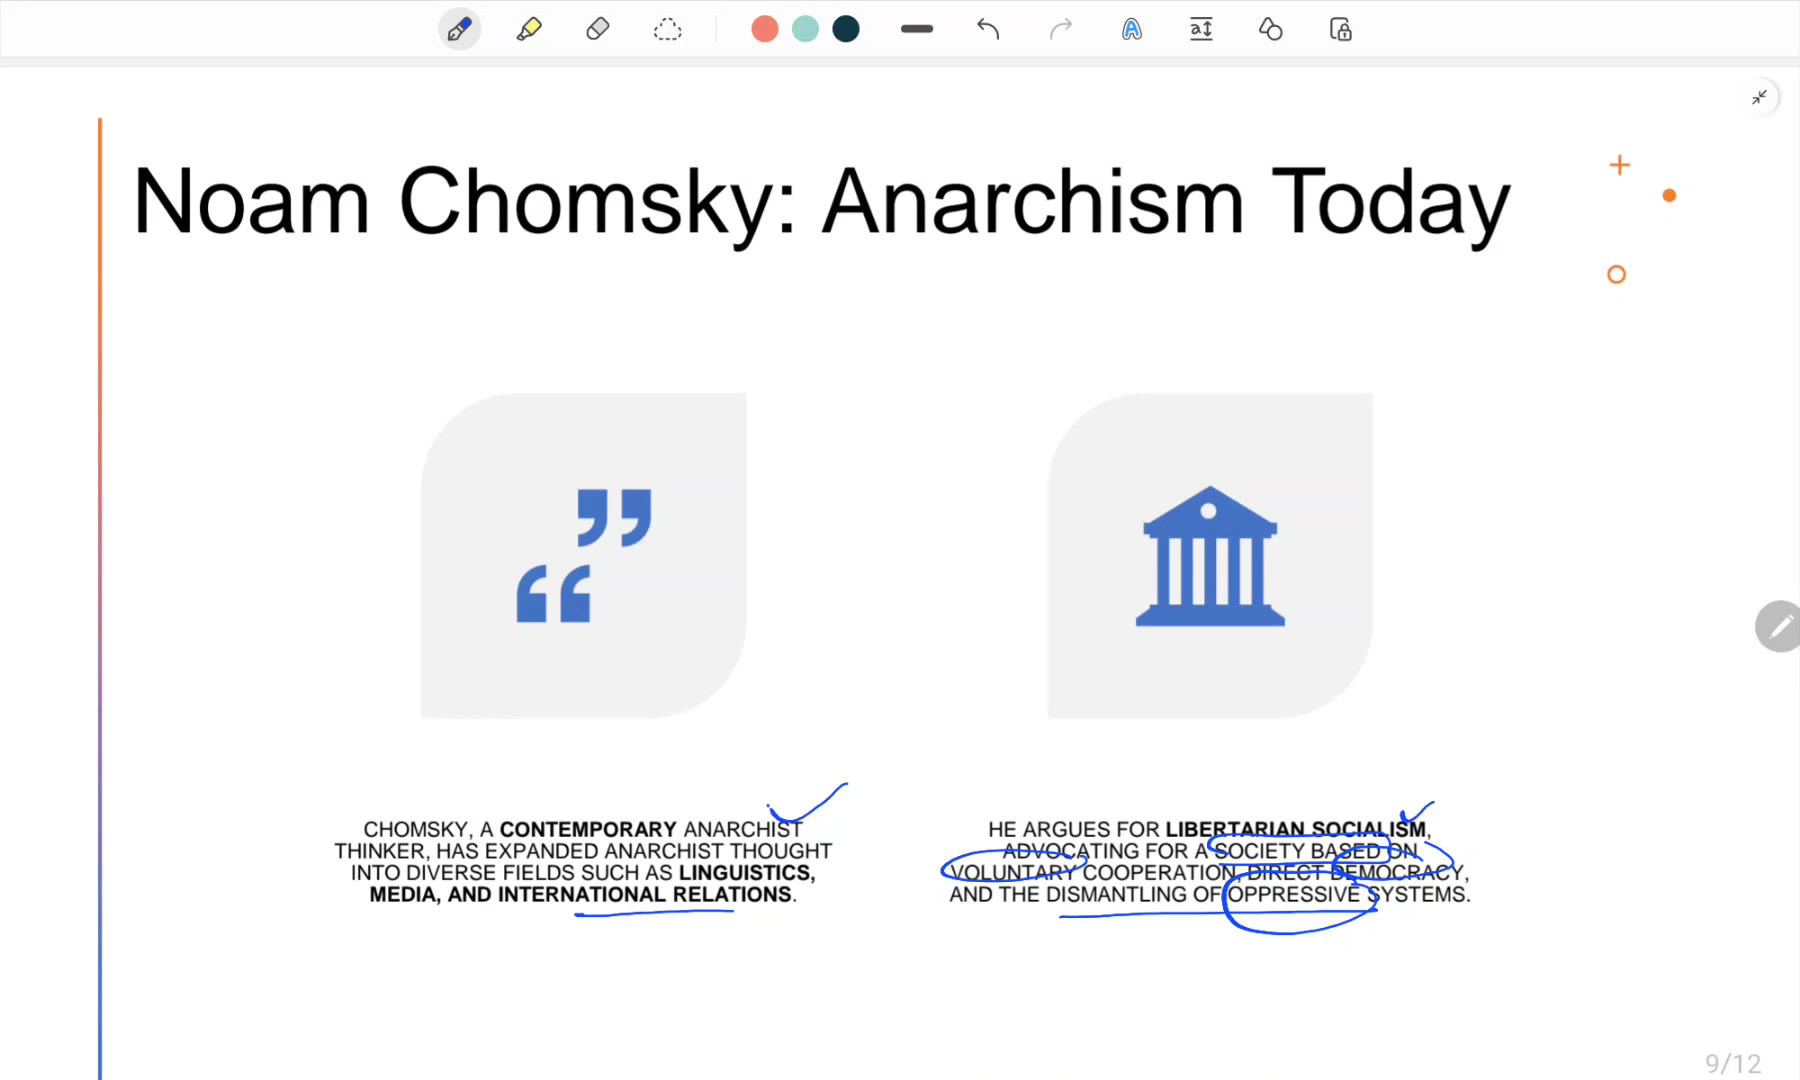 Noam Chomsky: Anarchism Today
CHOMSKY, A CONTEMPORARY ANARCHIST
THINKER, HAS EXPANDED ANARCHIST THOUGHT
INTO DIVERSE FIELDS SUCH AS LINGUISTICS,
MEDIA, AND INTERNATIONAL RELATIONS.
HE ARGUES FOR LIBERTARIAN SOCIALISM,
ADVOCATING FOR A SOCIETY BASED ON
VOLUNTARY COOPERATION, DIRECT DEMOCRACY,
AND THE DISMANTLING OF OPPRESSIVE SYSTEMS.
9/12